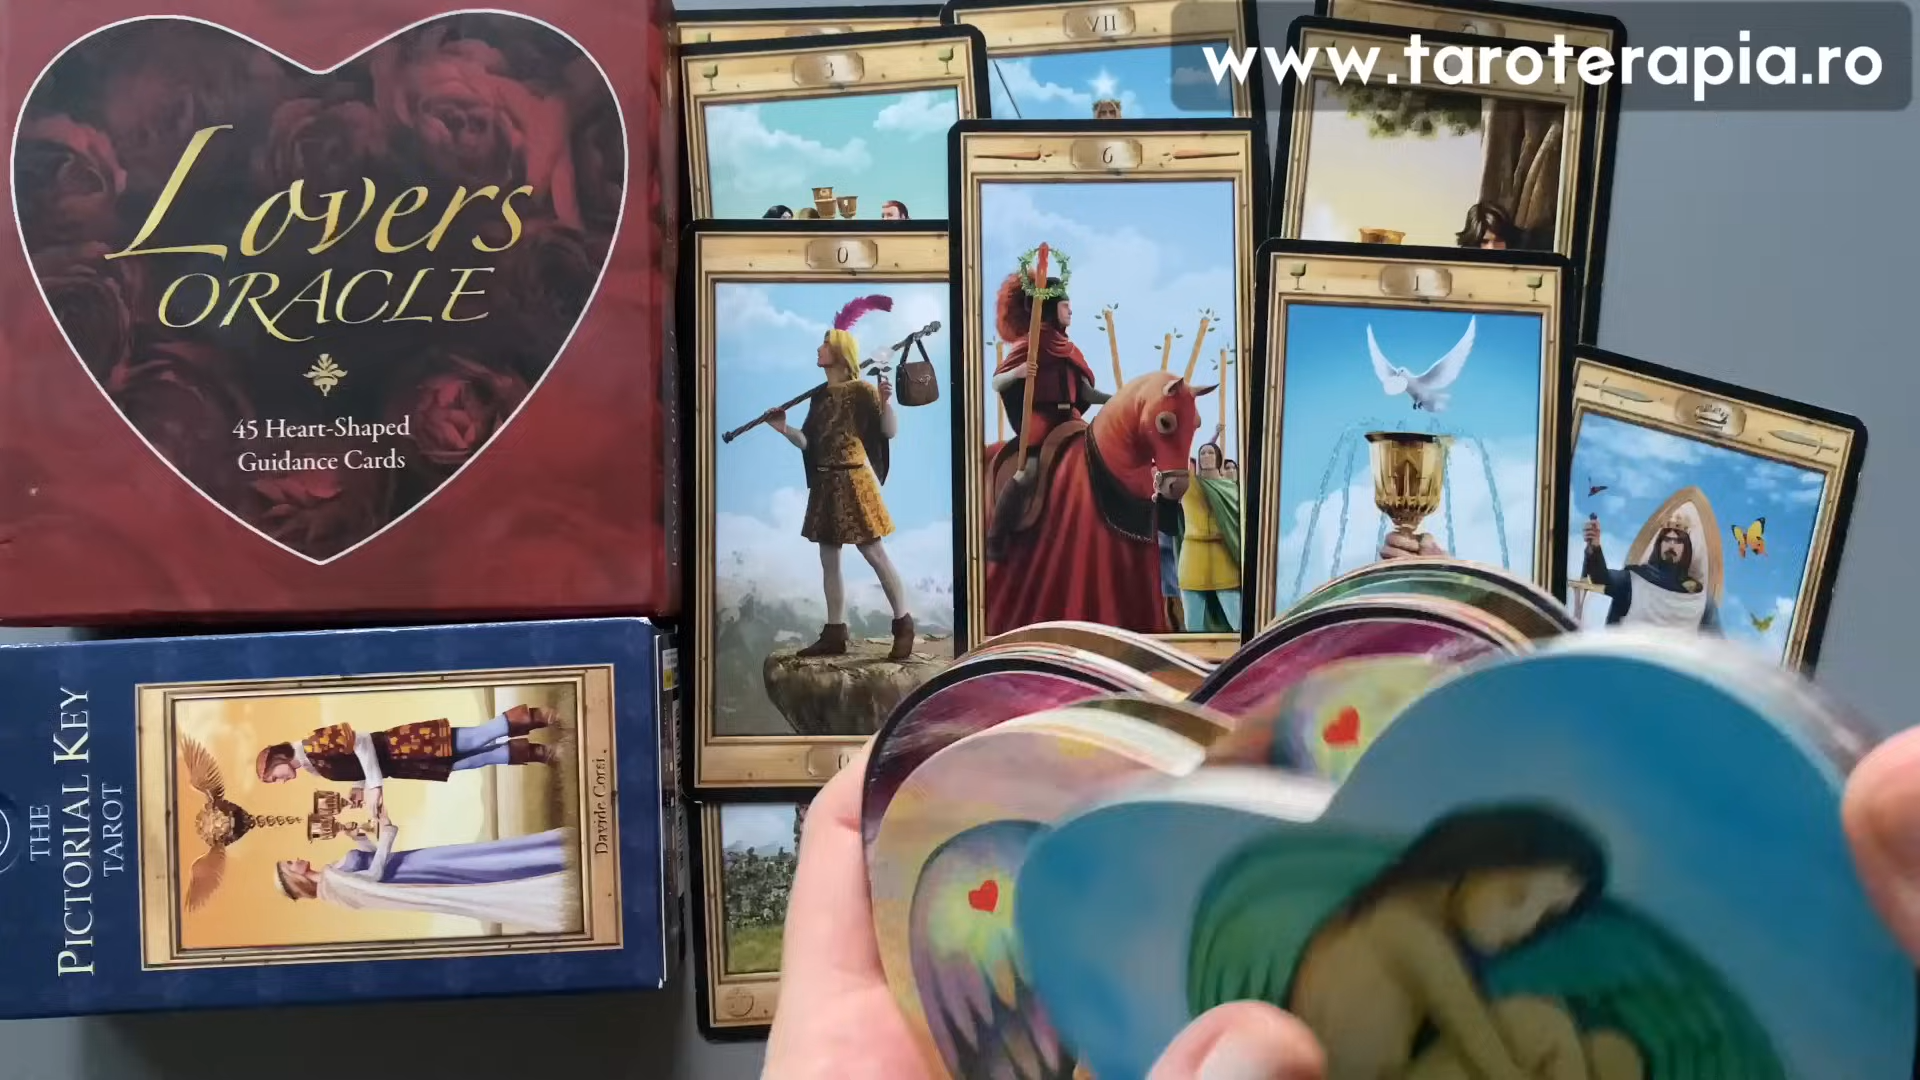 www.taroterapia.ro
Lovers
ORACLE
45 Heart-Shaped
Guidance Cards
THE
PICTORIAL KEY
TAROT
Davide Corsi
3
VII
6
0
1